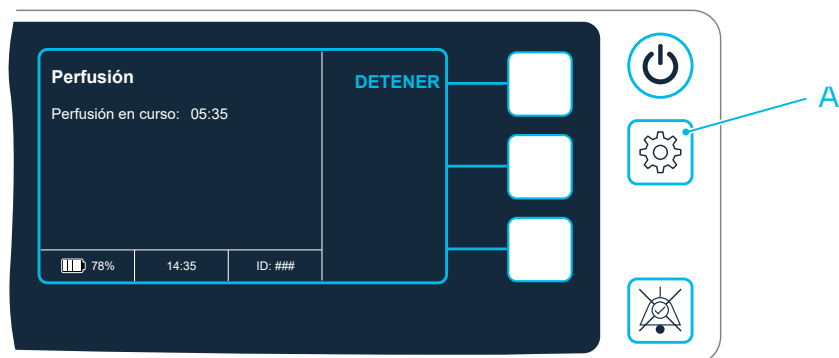 Perfusión
DETENER
Perfusión en curso: 05:35
A
78%
14:35
ID: ###